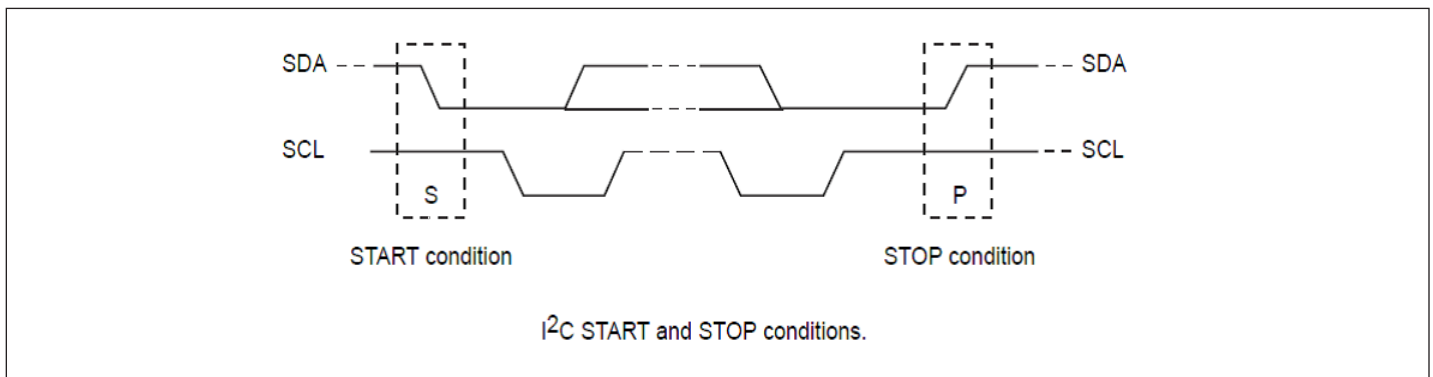 SDA SDA
SCL SCL
S P
START condition STOP condition
I²C START and STOP conditions.